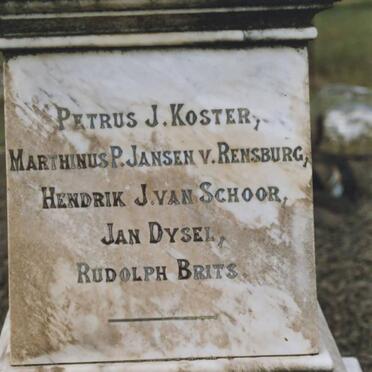 PETRUS J. KOSTER,
MARTHINUS P. JANSEN V. RENSBURG,
HENDRIK J. VAN SCHOOR,
JAN DYSEL,
RUDOLPH BRITS.